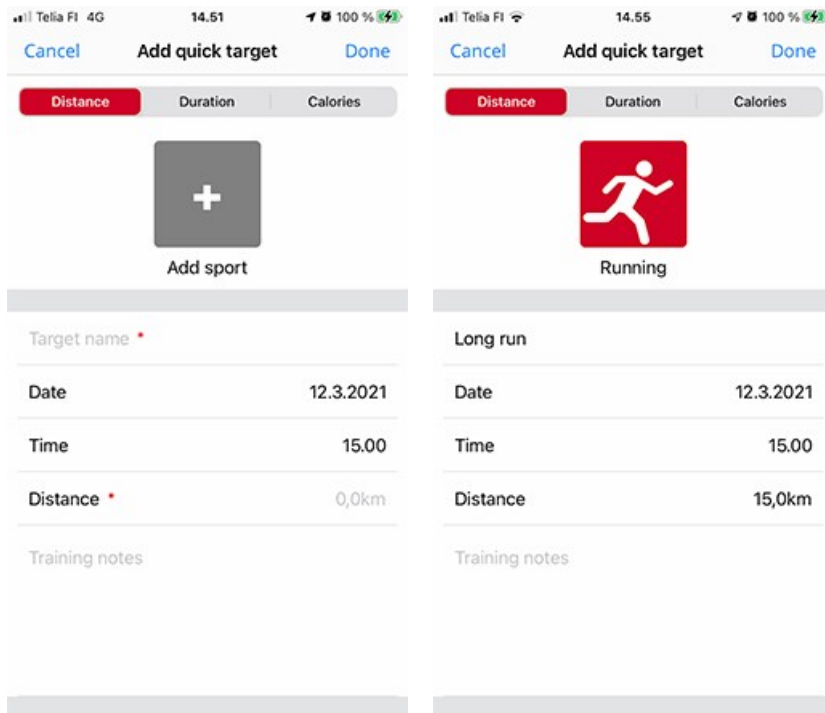 Telia FI 4G 14.51 100 %
Cancel Add quick target Done
Distance Duration Calories
+
Add sport
Target name *
Date 12.3.2021
Time 15.00
Distance * 0,0km
Training notes
Telia FI 14.55 100 %
Cancel Add quick target Done
Distance Duration Calories
Running
Long run
Date 12.3.2021
Time 15.00
Distance 15,0km
Training notes